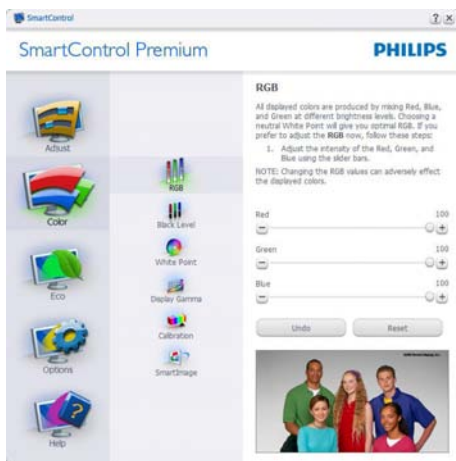 SmartControl
SmartControl Premium
PHILIPS
Adjust
Color
Eco
Options
Help
RGB
Black Level
White Point
Display Gamma
Calibration
SmartImage
RGB
All displayed colors are produced by mixing Red, Blue,
and Green at different brightness levels. Choosing a
neutral White Point will give you optimal RGB. If you
prefer to adjust the RGB now, follow these steps:
1. Adjust the intensity of the Red, Green, and
Blue using the slider bars.
NOTE: Changing the RGB values can adversely effect
the displayed colors.
Red 100
Green 100
Blue 100
Undo Reset